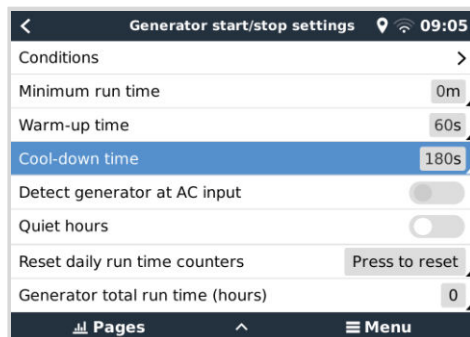 Generator start/stop settings 09:05
Conditions
Minimum run time 0m
Warm-up time 60s
Cool-down time 180s
Detect generator at AC input
Quiet hours
Reset daily run time counters Press to reset
Generator total run time (hours) 0
Pages Menu